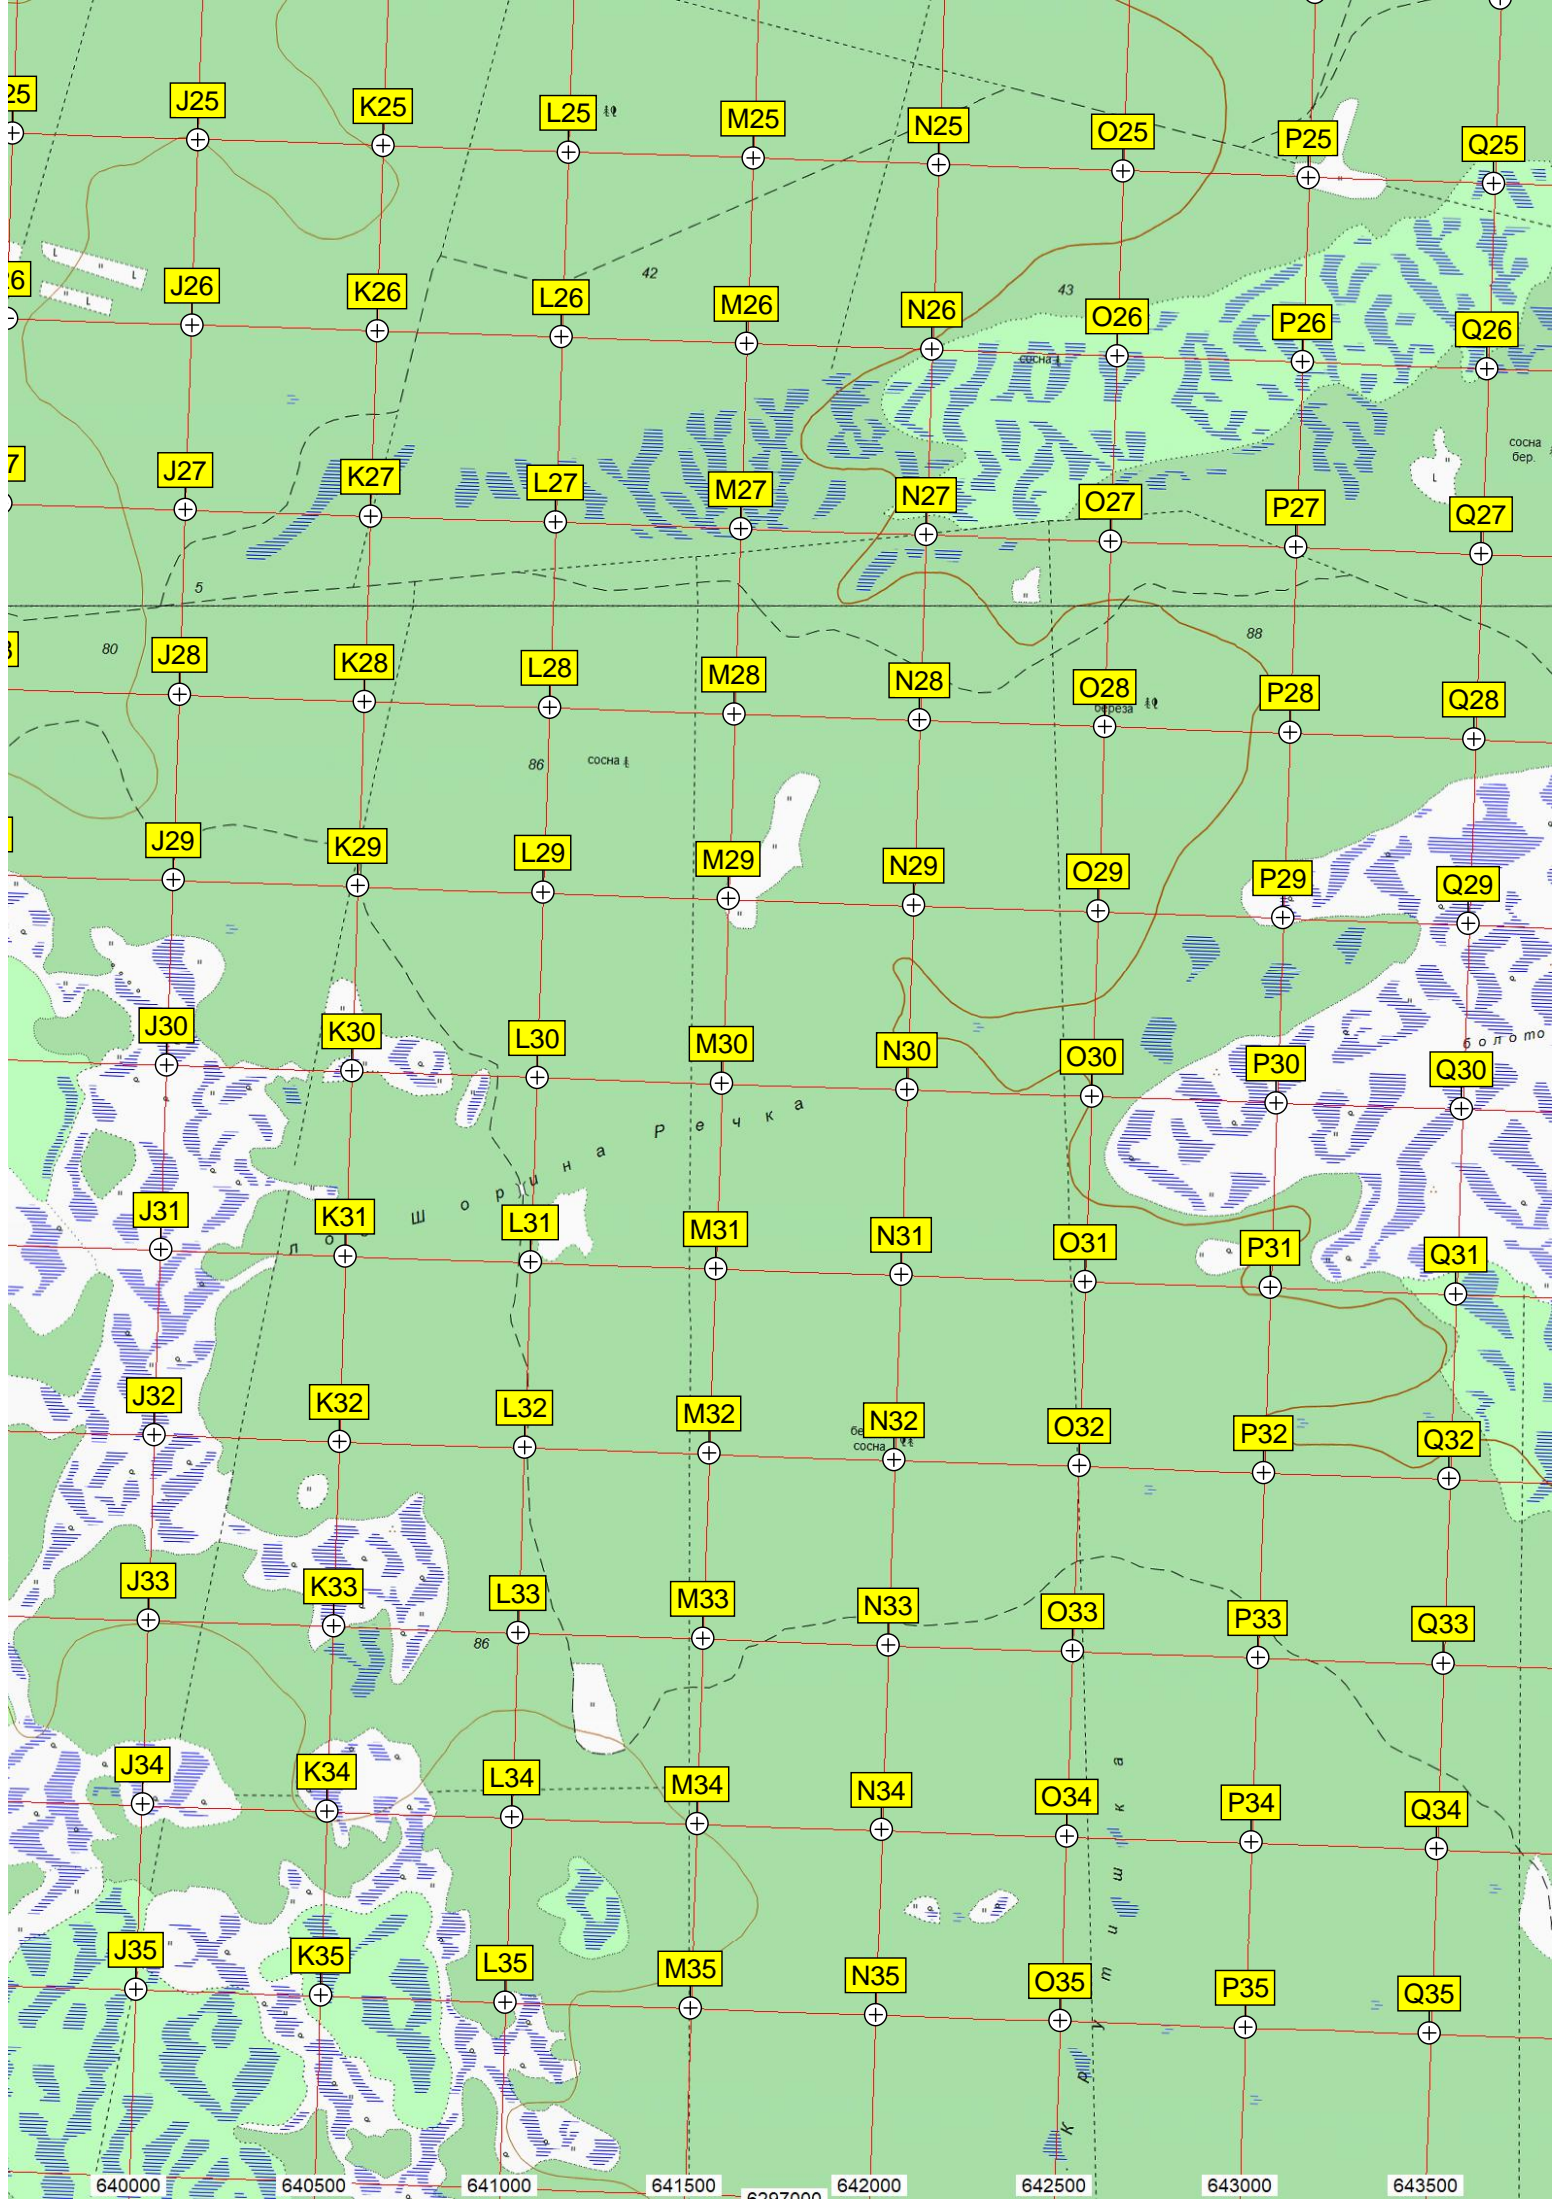 25 J25 K25 L25 M25 N25 O25 P25 Q25
42
43
26 J26 K26 L26 M26 N26 O26 P26 Q26
сосна
сосна
бер.
7 J27 K27 L27 M27 N27 O27 P27 Q27
5
80
88
J28 K28 L28 M28 N28 O28 P28 Q28
береза
86
сосна
J29 K29 L29 M29 N29 O29 P29 Q29
J30 K30 L30 M30 N30 O30 P30 Q30
болото
лог Шорина Речка
J31 K31 L31 M31 N31 O31 P31 Q31
J32 K32 L32 M32 N32 O32 P32 Q32
сосна
J33 K33 L33 M33 N33 O33 P33 Q33
86
J34 K34 L34 M34 N34 O34 P34 Q34
Крутишка
J35 K35 L35 M35 N35 O35 P35 Q35
640000 640500 641000 641500 642000 642500 643000 643500
6297000